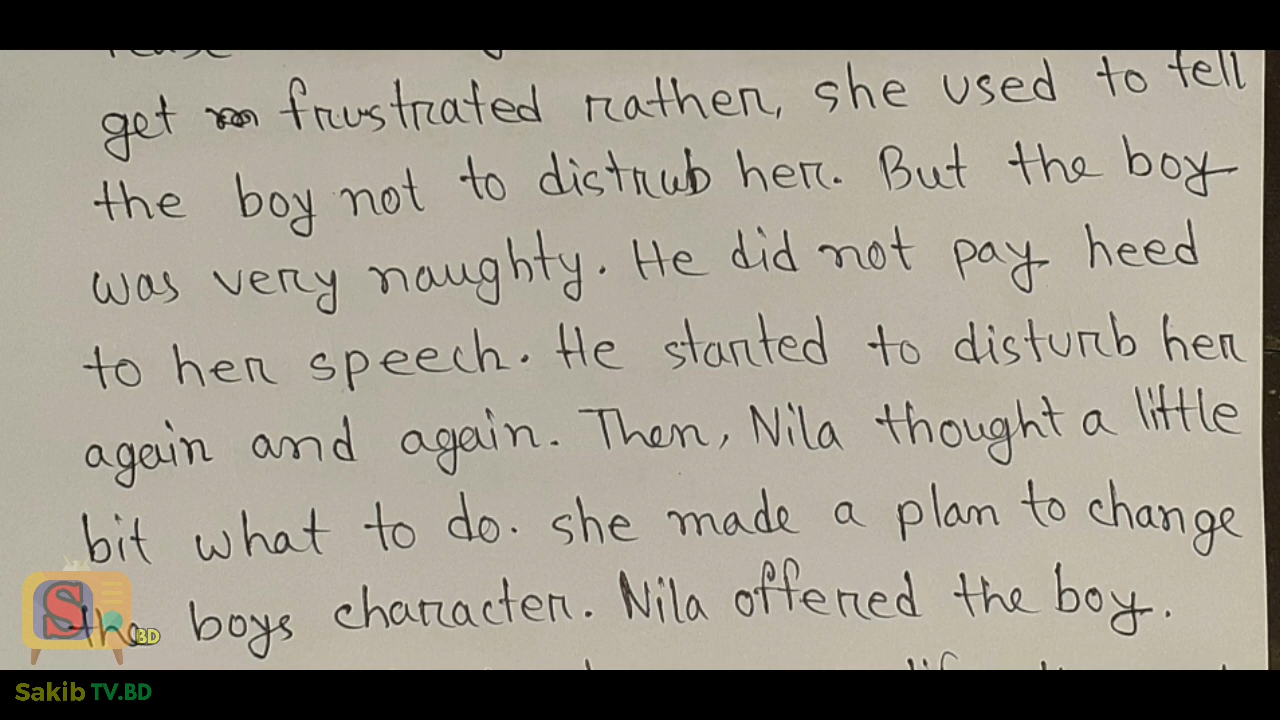 get frustrated rather, she used to tell
the boy not to distrub her. But the boy
was very naughty. He did not pay heed
to her speech. He started to disturb her
again and again. Then, Nila thought a little
bit what to do. she made a plan to change
the boys character. Nila offered the boy.
S BD
Sakib TV.BD